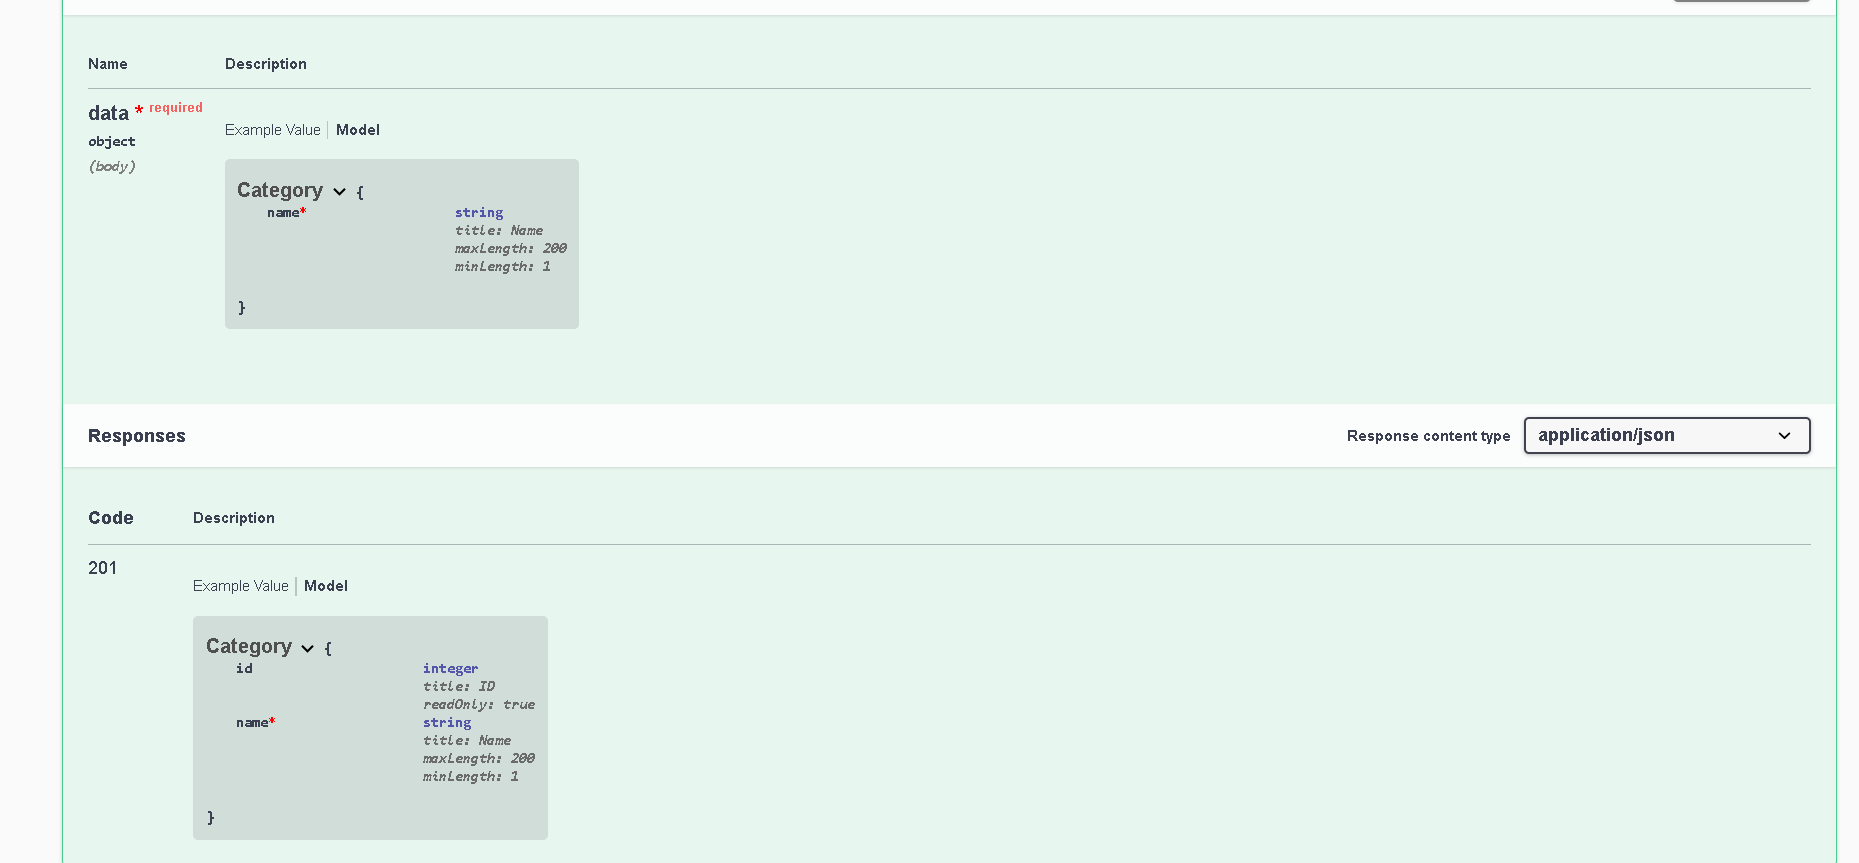 Name Description
data * required
object
(body)
Example Value Model
Category {
name* string
title: Name
maxLength: 200
minLength: 1
}
Responses Response content type application/json
Code Description
201
Example Value Model
Category {
id integer
title: ID
readOnly: true
name* string
title: Name
maxLength: 200
minLength: 1
}